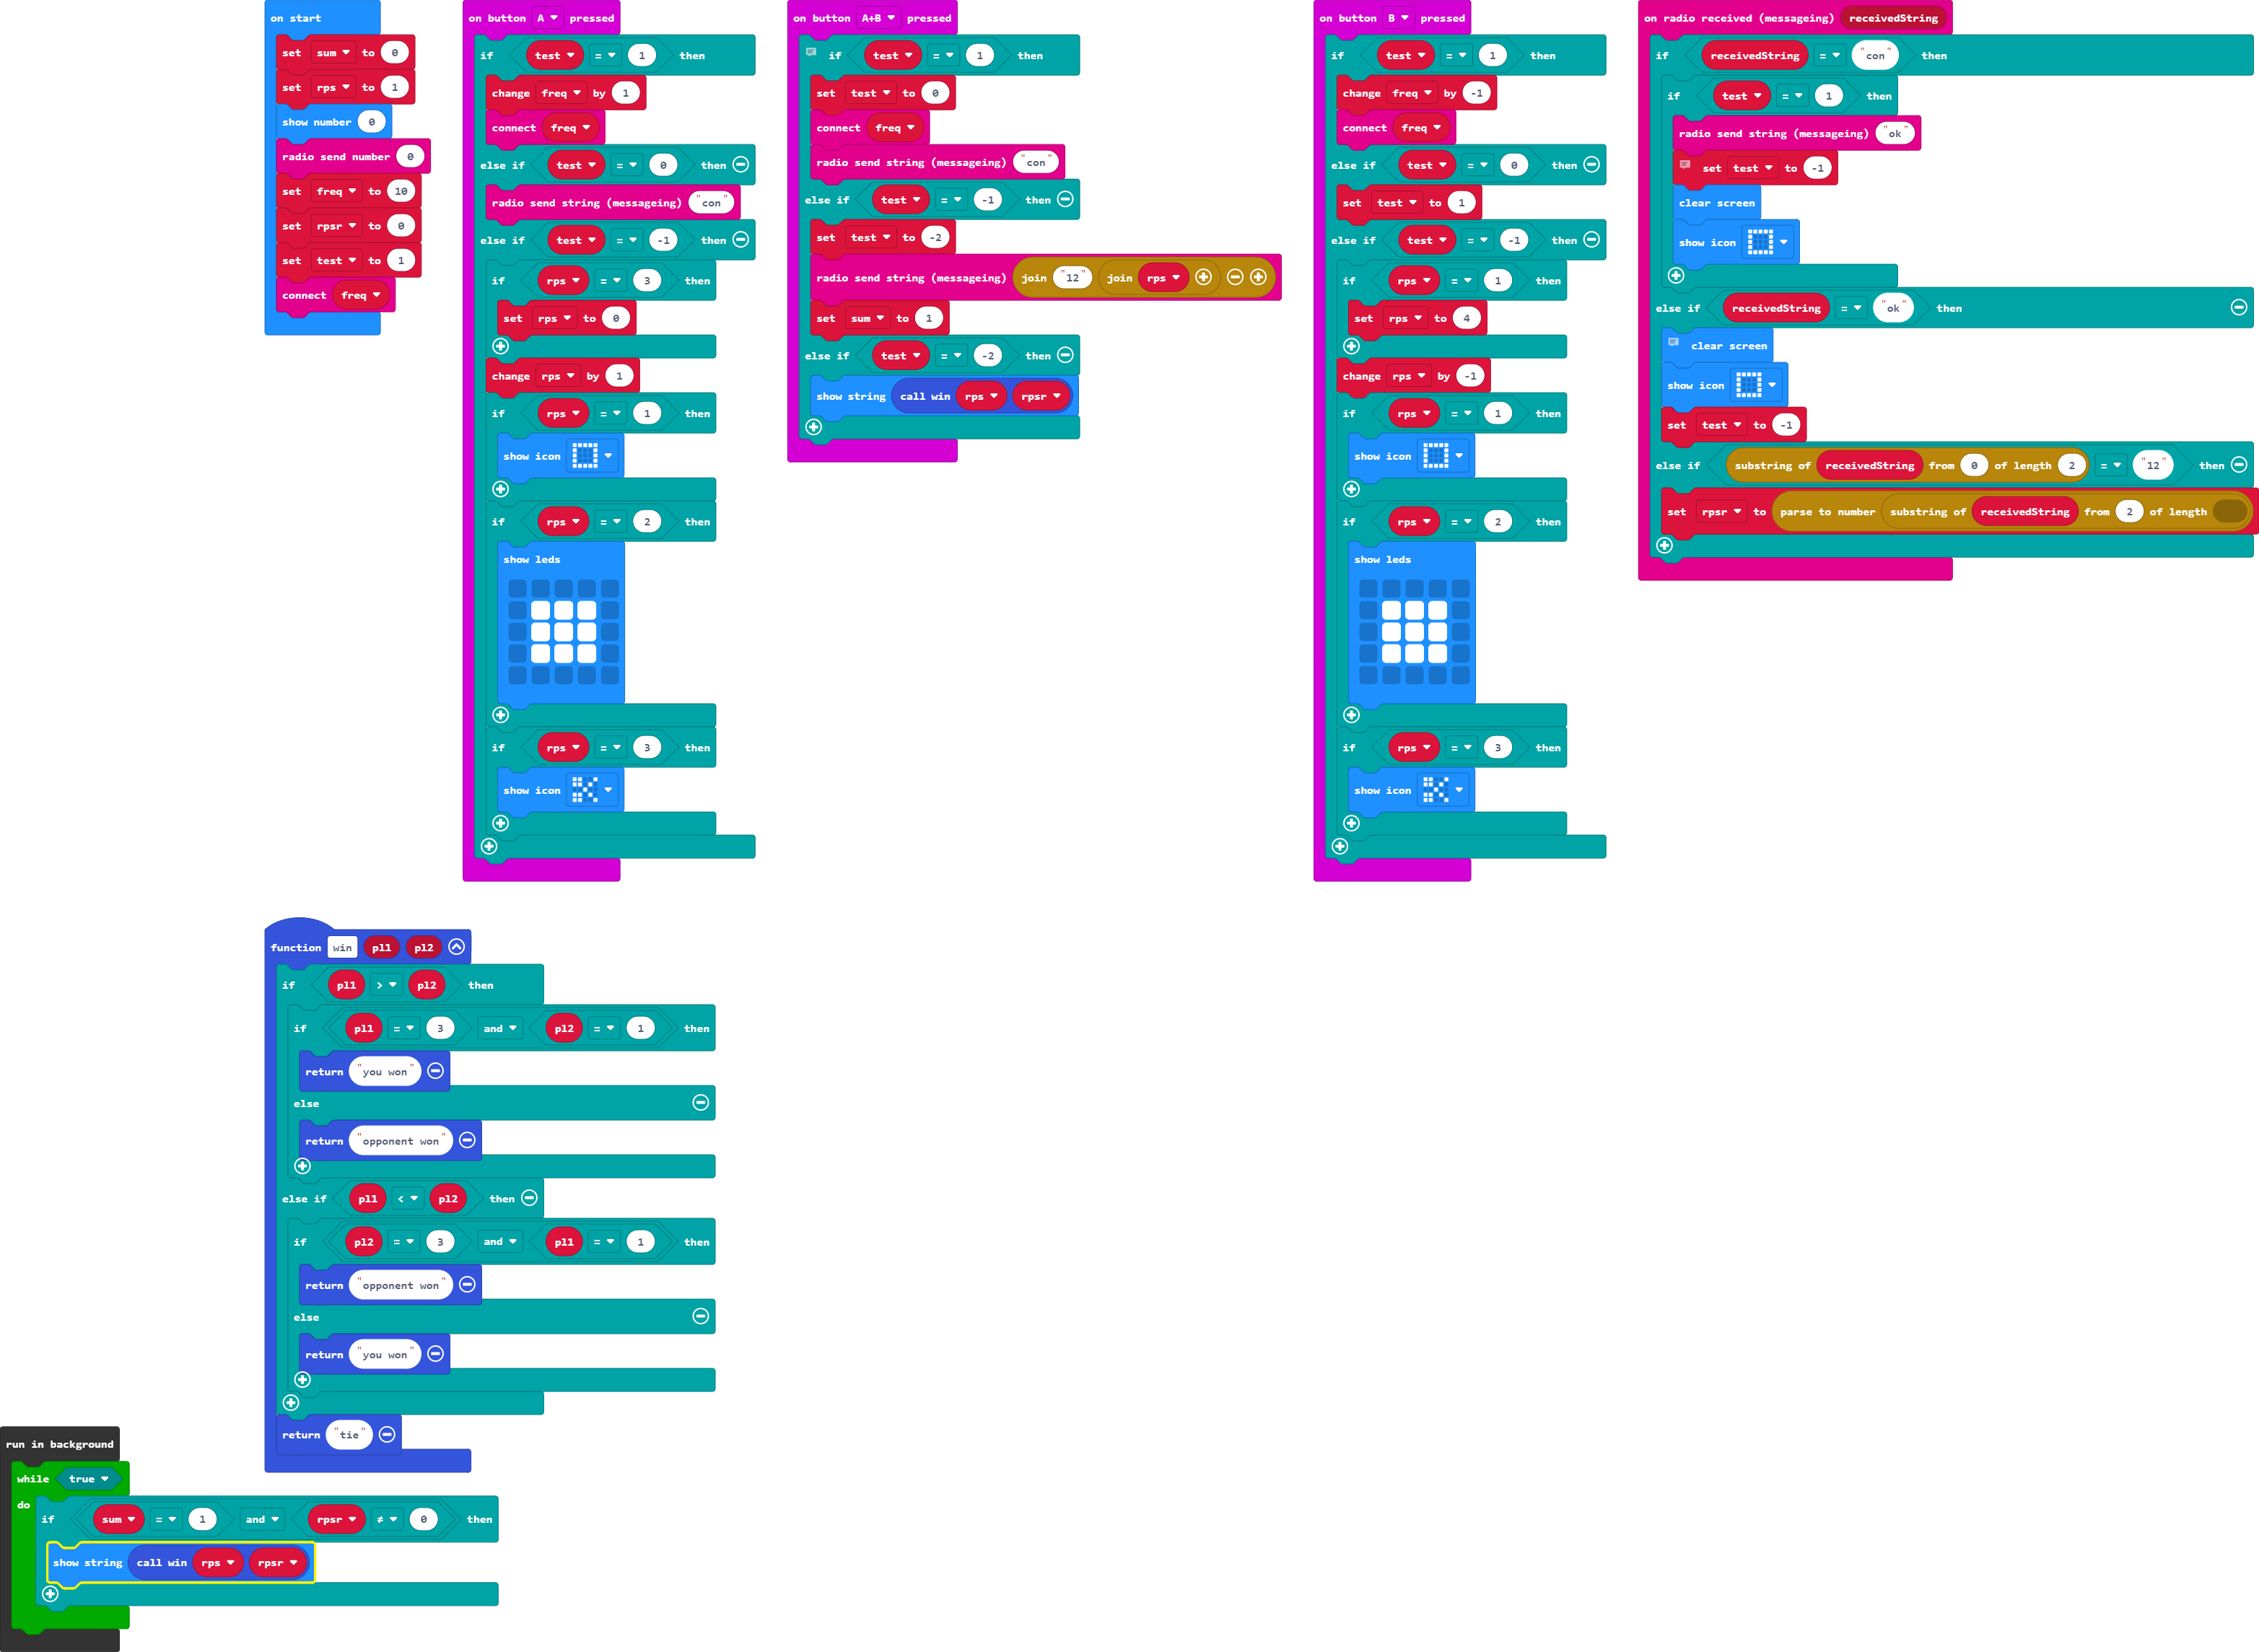 on start
set sum to 0
set rps to 1
show number 0
radio send number 0
set freq to 10
set rpsr to 0
set test to 1
connect freq
on button A pressed
if test = 1 then
change freq by 1
connect freq
else if test = 0 then
radio send string (messageing) "con"
else if test = -1 then
if rps = 3 then
set rps to 0
change rps by 1
if rps = 1 then
show icon
if rps = 2 then
show leds
if rps = 3 then
show icon
on button A+B pressed
if test = 1 then
set test to 0
connect freq
radio send string (messageing) "con"
else if test = -1 then
set test to -2
radio send string (messageing) join "12" join rps
set sum to 1
else if test = -2 then
show string call win rps rpsr
on button B pressed
if test = 1 then
change freq by -1
connect freq
else if test = 0 then
set test to 1
else if test = -1 then
if rps = 1 then
set rps to 4
change rps by -1
if rps = 1 then
show icon
if rps = 2 then
show leds
if rps = 3 then
show icon
on radio received (messageing) receivedString
if receivedString = "con" then
if test = 1 then
radio send string (messageing) "ok"
set test to -1
clear screen
show icon
else if receivedString = "ok" then
clear screen
show icon
set test to -1
else if substring of receivedString from 0 of length 2 = "12" then
set rpsr to parse to number substring of receivedString from 2 of length
function win pl1 pl2
if pl1 > pl2 then
if pl1 = 3 and pl2 = 1 then
return "you won"
else
return "opponent won"
else if pl1 < pl2 then
if pl2 = 3 and pl1 = 1 then
return "opponent won"
else
return "you won"
return "tie"
run in background
while true
do
if sum = 1 and rpsr ≠ 0 then
show string call win rps rpsr